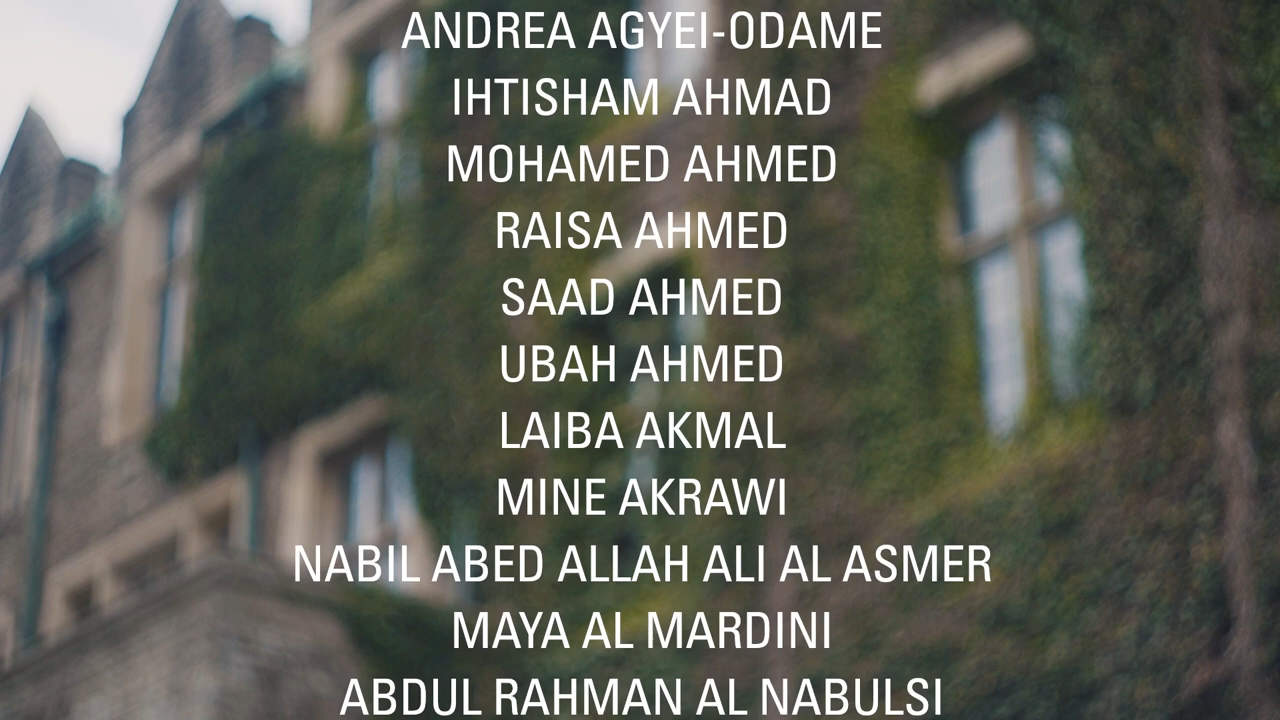 ANDREA AGYEI-ODAME
IHTISHAM AHMAD
MOHAMED AHMED
RAISA AHMED
SAAD AHMED
UBAH AHMED
LAIBA AKMAL
MINE AKRAWI
NABIL ABED ALLAH ALI AL ASMER
MAYA AL MARDINI
ABDUL RAHMAN AL NABULSI